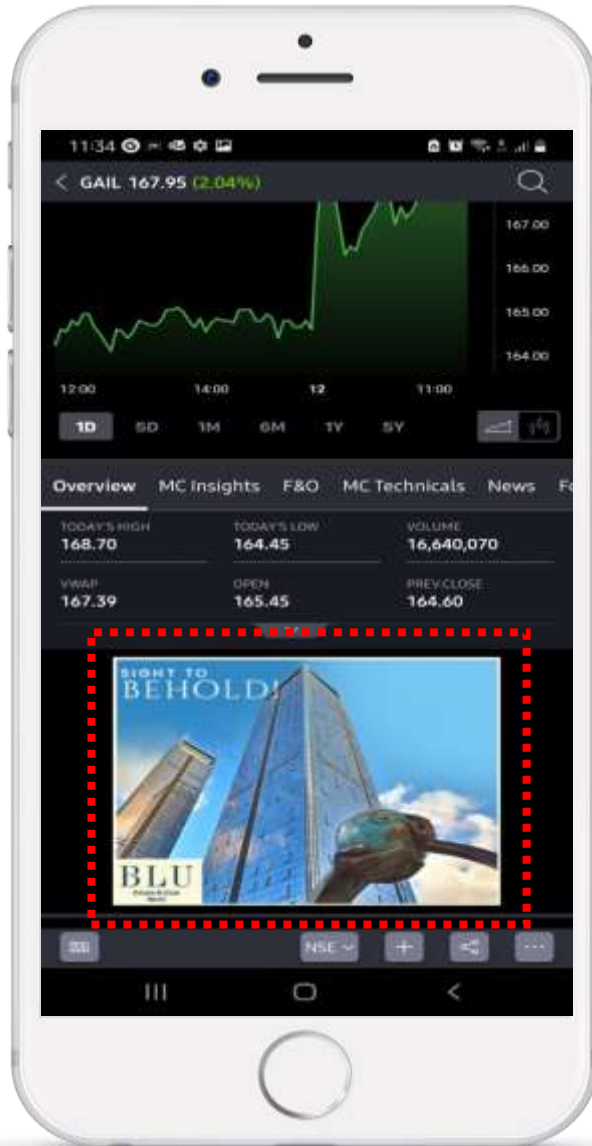 11:34
< GAIL 167.95 (2.04%)
167.00
166.00
165.00
164.00
12:00 14:00 12 11:00
1D 5D 1M 6M 1Y 5Y
Overview MC Insights F&O MC Technicals News Fo
TODAY'S HIGH TODAY'S LOW VOLUME
168.70 164.45 16,640,070
VWAP OPEN PREV.CLOSE
167.39 165.45 164.60
SIGHT TO
BEHOLD!
BLU
NSE